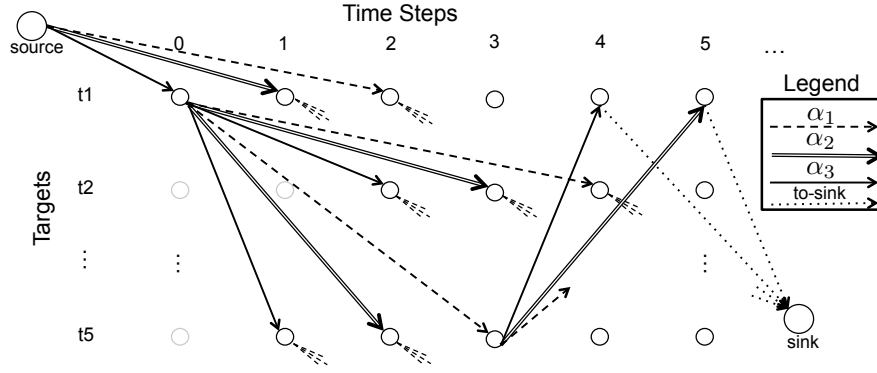 Time Steps
source
0 1 2 3 4 5 ...
t1
Legend
α1
α2
α3
to-sink
t2
Targets
⋮ ⋮ ⋮
t5
sink